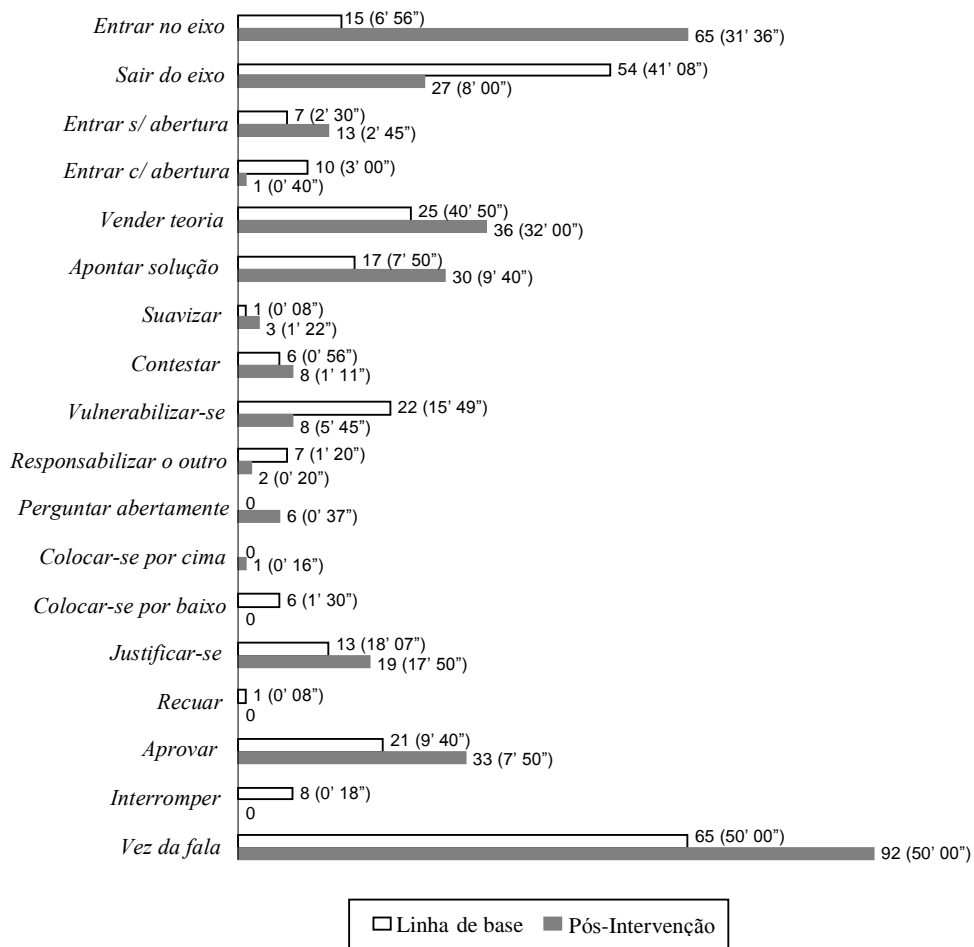 Entrar no eixo
15 (6’ 56”)
65 (31’ 36”)
Sair do eixo
54 (41’ 08”)
27 (8’ 00”)
Entrar s/ abertura
7 (2’ 30”)
13 (2’ 45”)
Entrar c/ abertura
10 (3’ 00”)
1 (0’ 40”)
Vender teoria
25 (40’ 50”)
36 (32’ 00”)
Apontar solução
17 (7’ 50”)
30 (9’ 40”)
Suavizar
1 (0’ 08”)
3 (1’ 22”)
Contestar
6 (0’ 56”)
8 (1’ 11”)
Vulnerabilizar-se
22 (15’ 49”)
8 (5’ 45”)
Responsabilizar o outro
7 (1’ 20”)
2 (0’ 20”)
Perguntar abertamente
0
6 (0’ 37”)
Colocar-se por cima
0
1 (0’ 16”)
Colocar-se por baixo
6 (1’ 30”)
0
Justificar-se
13 (18’ 07”)
19 (17’ 50”)
Recuar
1 (0’ 08”)
0
Aprovar
21 (9’ 40”)
33 (7’ 50”)
Interromper
8 (0’ 18”)
0
Vez da fala
65 (50’ 00”)
92 (50’ 00”)
Linha de base Pós-Intervenção